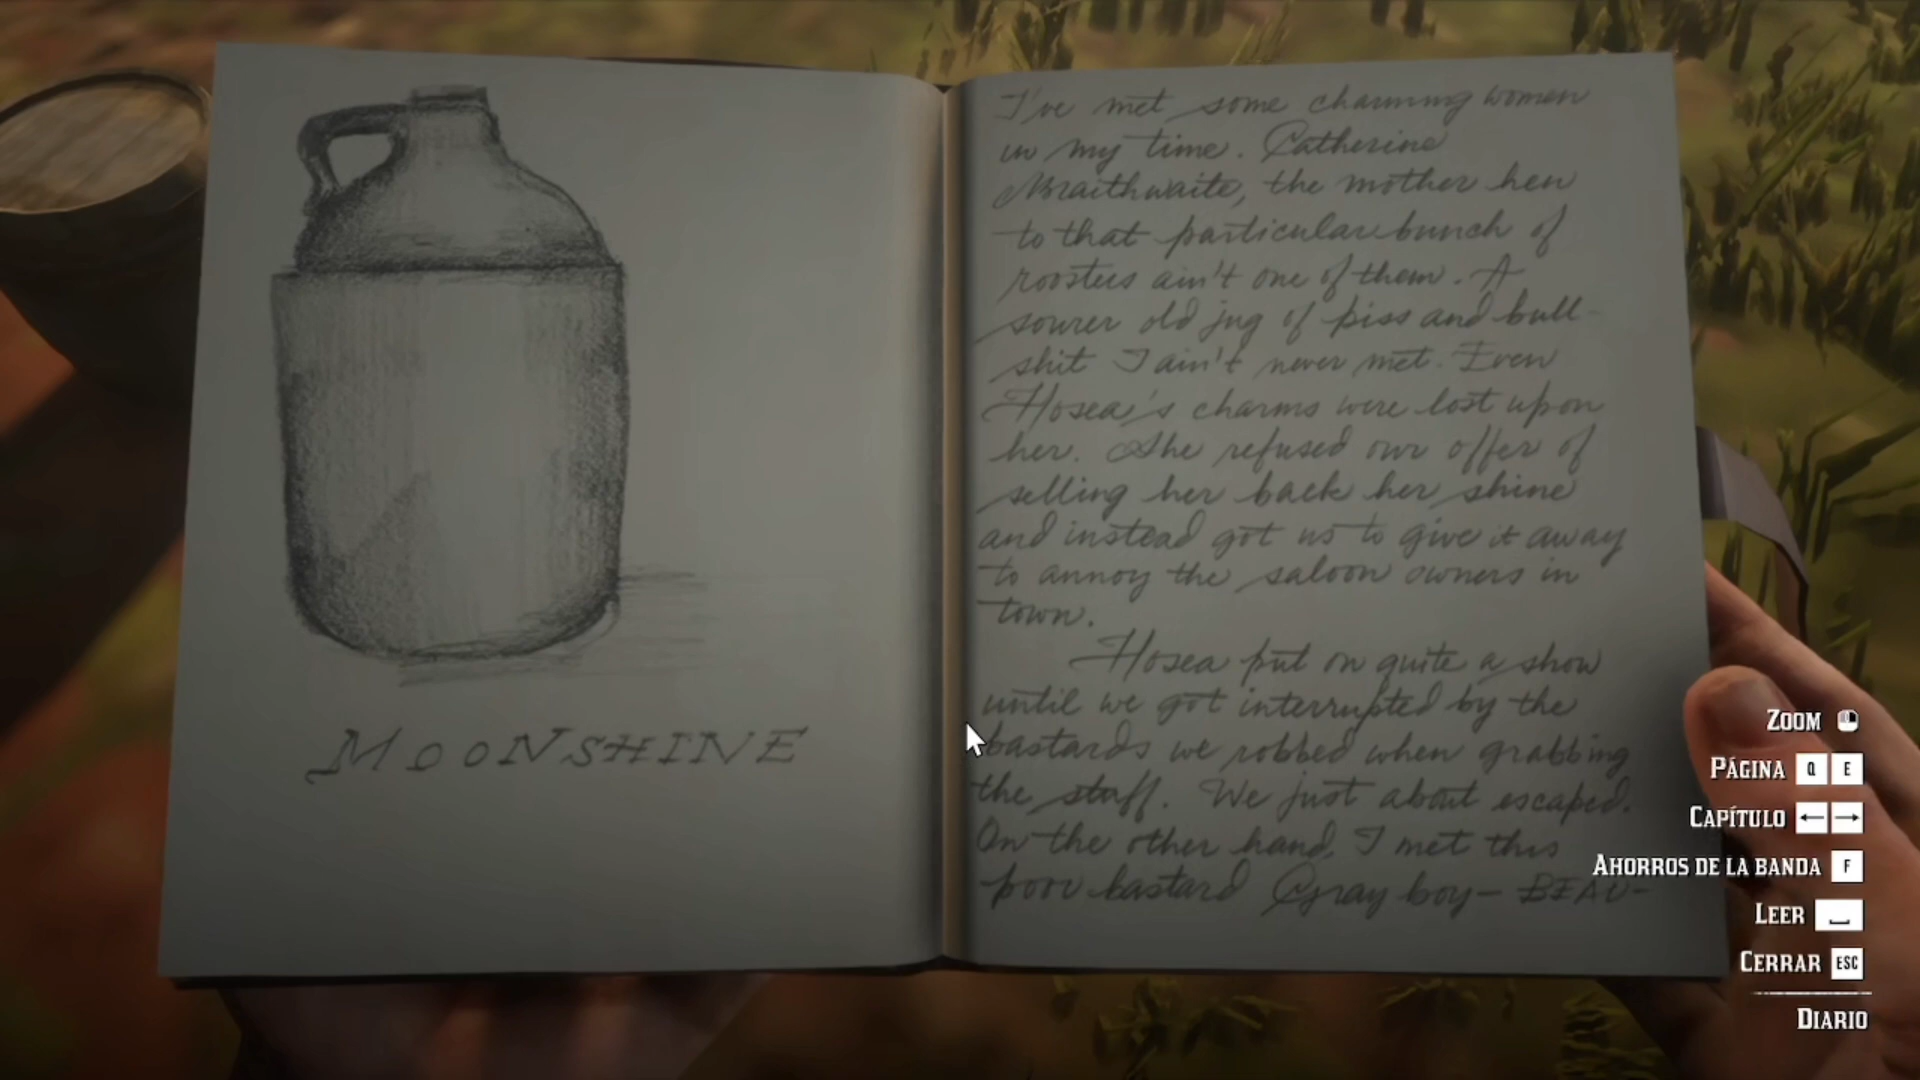 MOONSHINE
I've met some charming women
in my time. Catherine
Braithwaite, the mother hen
to that particular bunch of
roosters ain't one of them. A
sourer old jug of piss and bull-
shit I ain't never met. Even
Hosea's charms were lost upon
her. She refused our offer of
selling her back her shine
and instead got us to give it away
to annoy the saloon owners in
town.
Hosea put on quite a show
until we got interrupted by the
bastards we robbed when grabbing
the stuff. We just about escaped.
On the other hand, I met this
poor bastard Gray boy - BEAU-
ZOOM
PÁGINA Q E
CAPÍTULO ← →
AHORROS DE LA BANDA F
LEER
CERRAR ESC
DIARIO